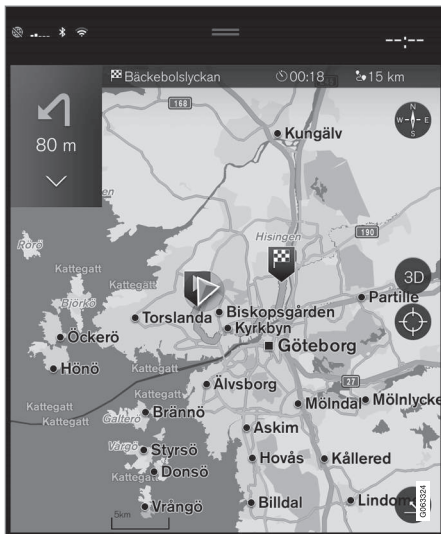 --:--
Bäckebolslyckan 00:18 15 km
80 m
N
W E
S
168
Kungälv
en
Rörö
Hisingen
190
Kattegatt
Kattegatt
3D
Björkö
Partille
Torslanda
Biskopsgården
Öckerö
Kyrkbyn
Göteborg
Hönö
Kattegatt
27
Kattegatt
Älvsborg
Mölndal
Mölnlycke
Kattegatt
Brännö
Galterö
Kattegatt
Askim
Vargö
Styrsö
Hovås
Kållered
Donsö
Kattegatt
Vrångö
Billdal
Lindome
5km
G063324